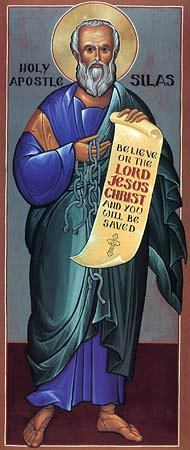 HOLY
APOSTLE SILAS
BELIEVE
ON THE
LORD
JESUS
CHRIST
AND YOU
WILL BE
SAVED